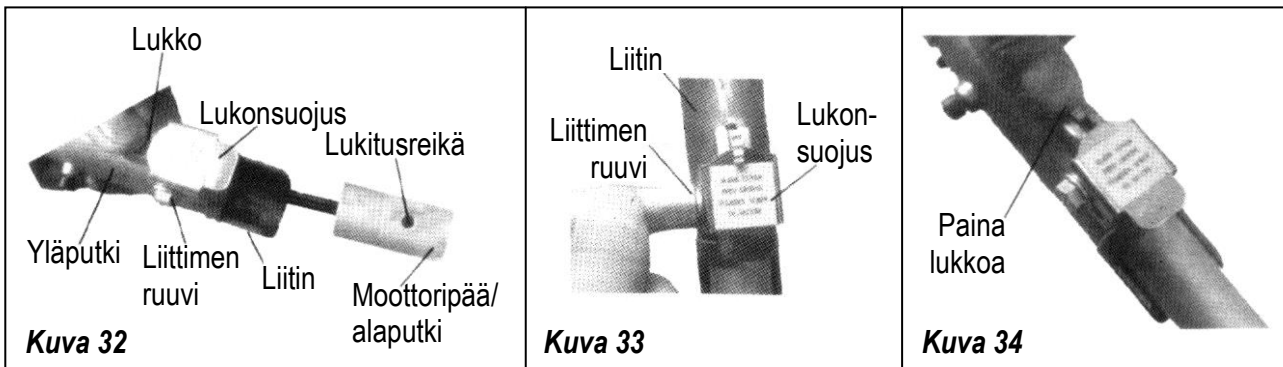 Lukko
Lukonsuojus
Lukitusreikä
Yläputki
Liittimen
ruuvi
Liitin
Moottoripää/
alaputki
Kuva 32
Liitin
Liittimen
ruuvi
Lukon-
suojus
Kuva 33
Paina
lukkoa
Kuva 34